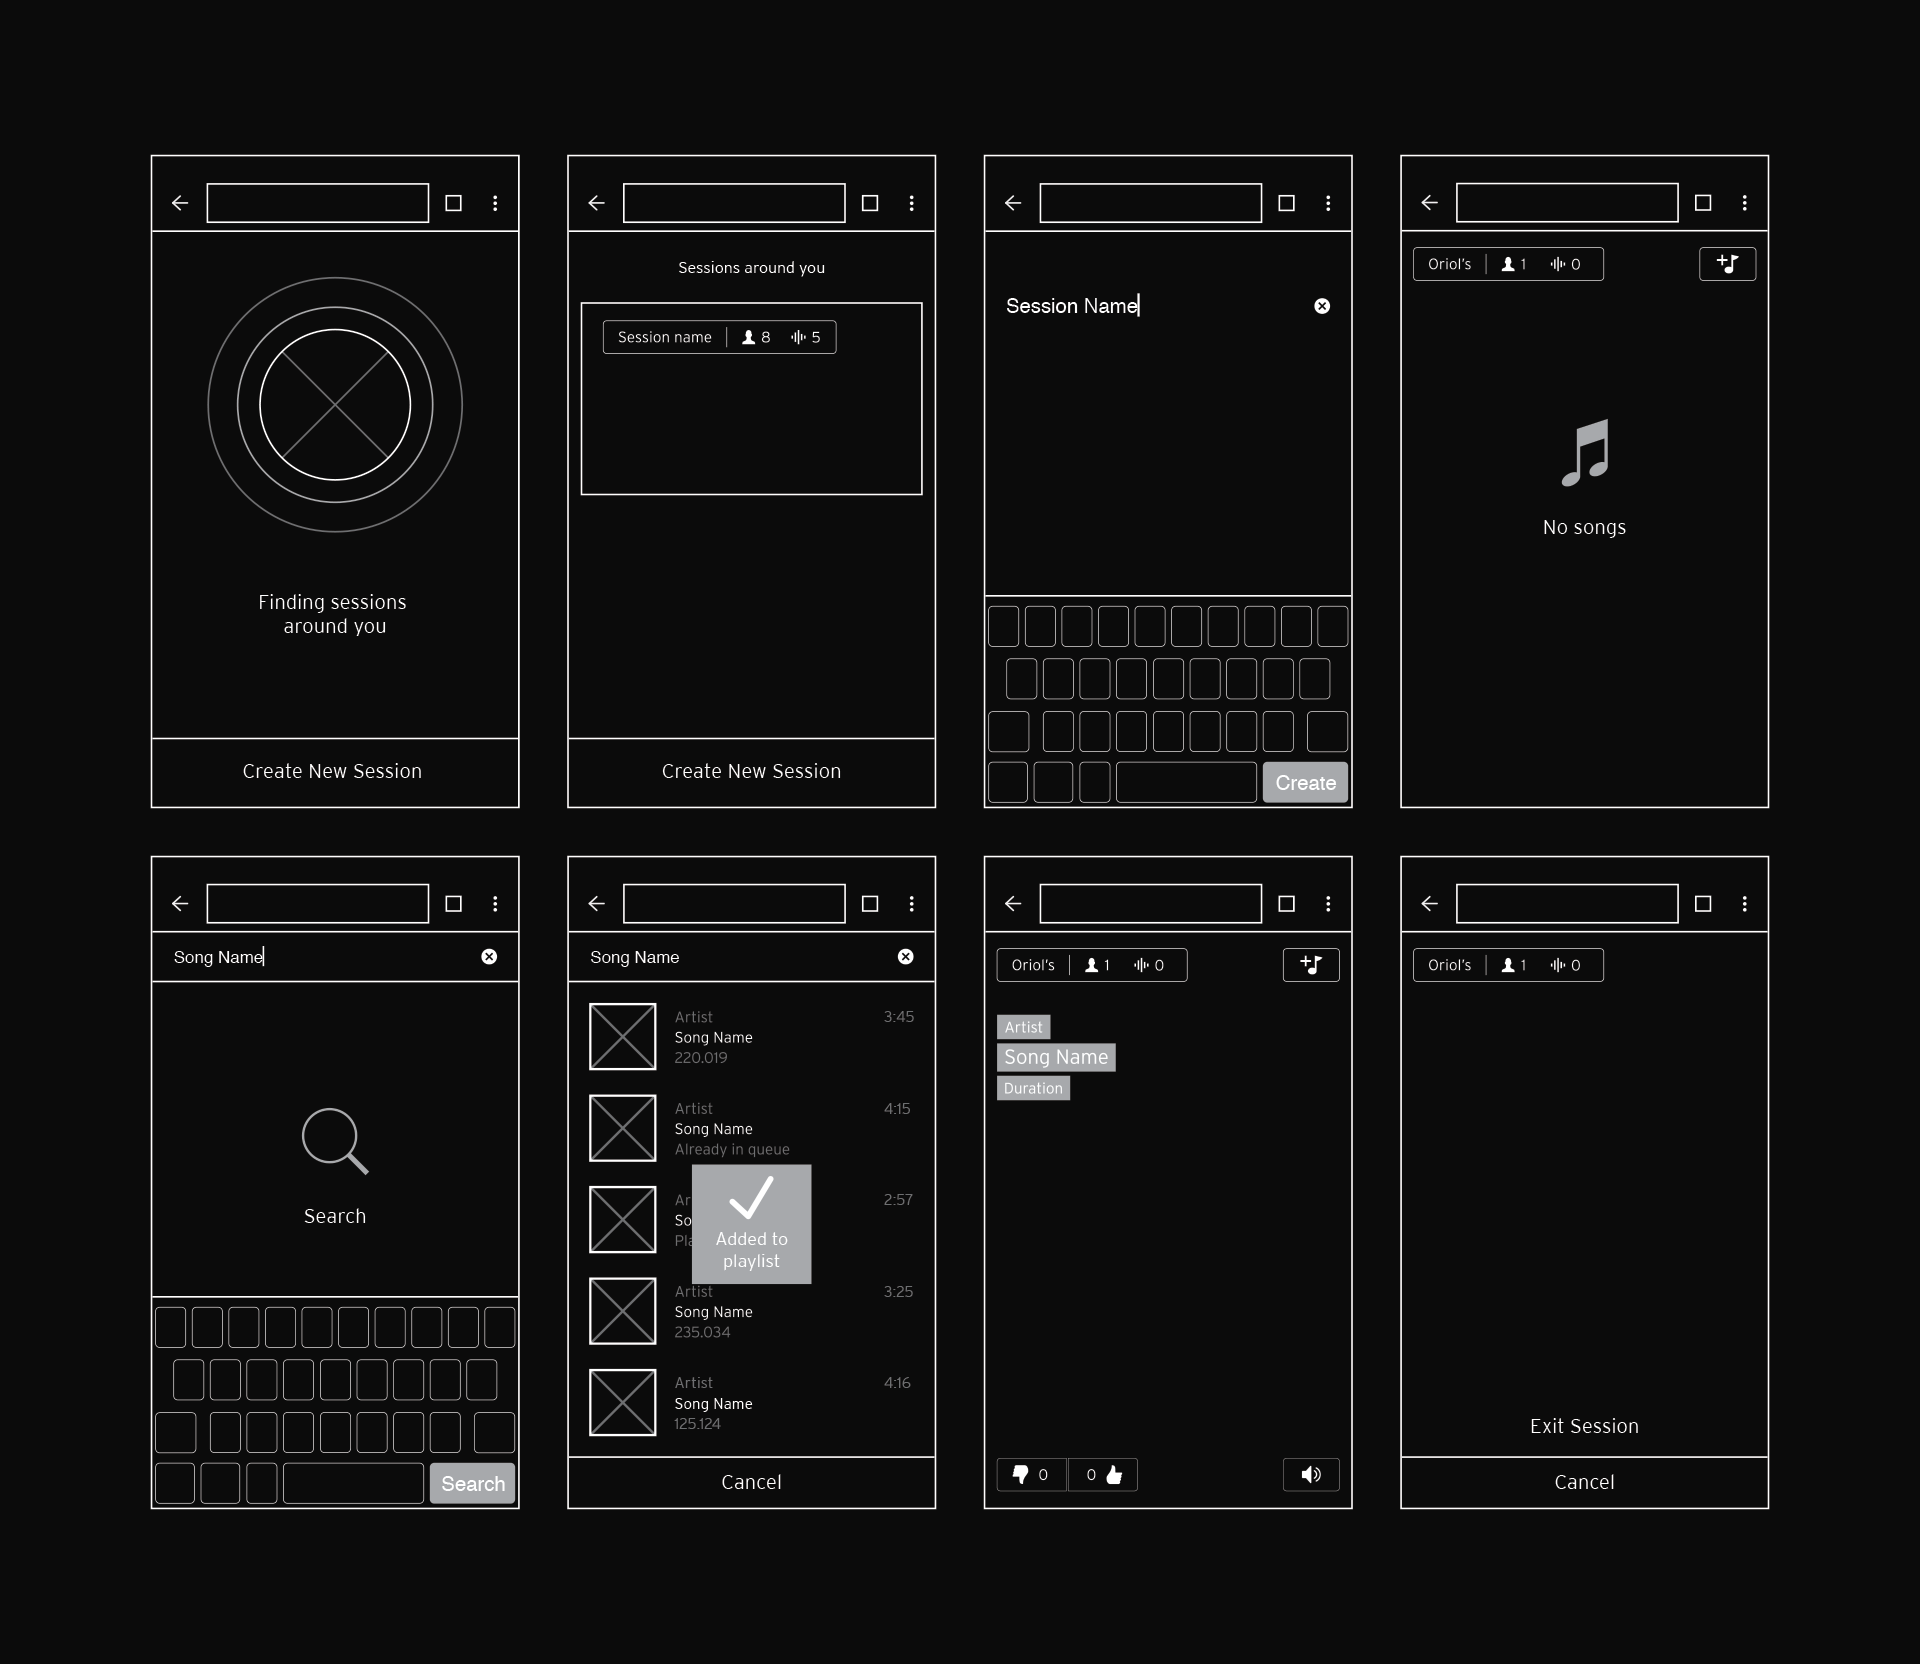 Finding sessions
around you
Create New Session
Sessions around you
Session name 8 5
Create New Session
Session Name
Create
Oriol's 1 0
No songs
Song Name
Search
Search
Song Name
Artist 3:45
Song Name
220.019
Artist 4:15
Song Name
Already in queue
2:57
Added to
playlist
Artist 3:25
Song Name
235.034
Artist 4:16
Song Name
125.124
Cancel
Oriol's 1 0
Artist
Song Name
Duration
0 0
Oriol's 1 0
Exit Session
Cancel